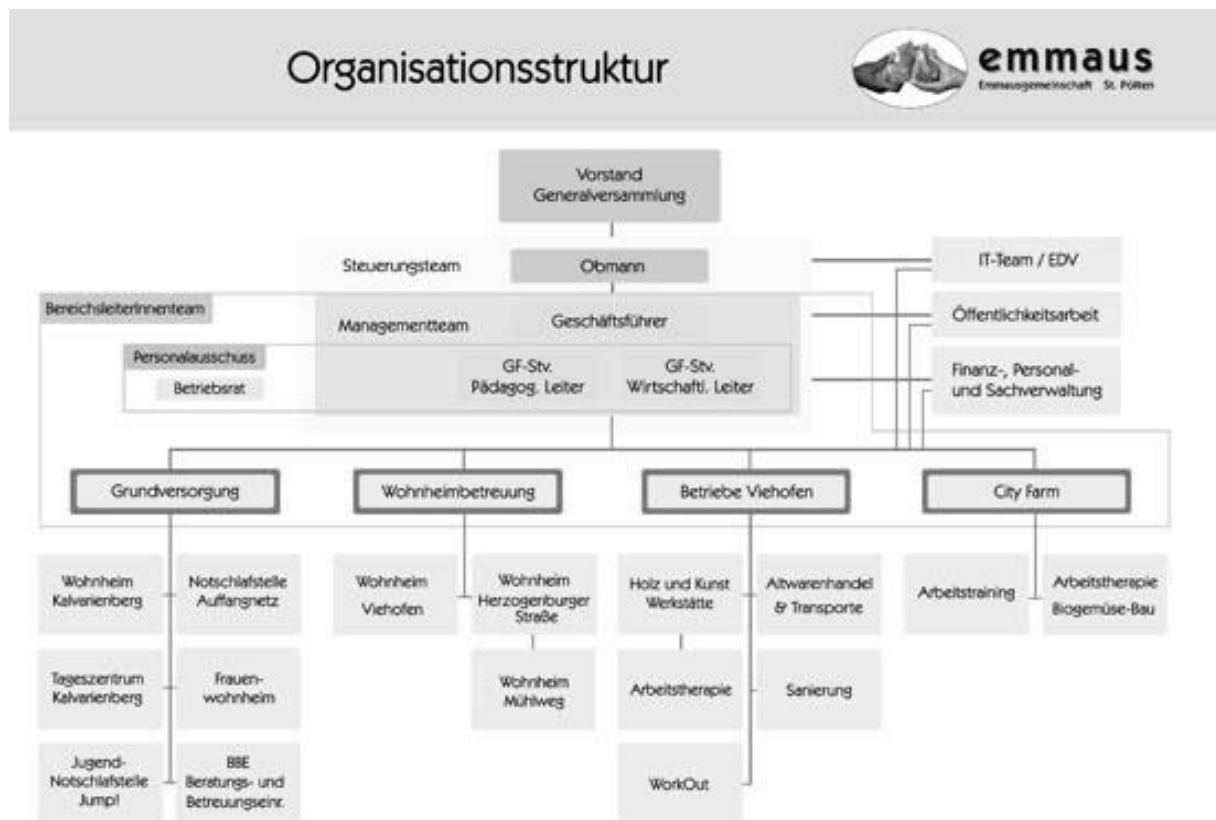 Organisationsstruktur
emmaus
Emmausgemeinschaft St. Pölten
Vorstand
Generalversammlung
Steuerungsteam
Obmann
IT-Team / EDV
BereichsleiterInnenteam
Managementteam
Geschäftsführer
Öffentlichkeitsarbeit
Personalausschuss
Betriebsrat
GF-Stv.
Pädagog. Leiter
GF-Stv.
Wirtschaftl. Leiter
Finanz-, Personal-
und Sachverwaltung
Grundversorgung
Wohnheimbetreuung
Betriebe Viehofen
City Farm
Wohnheim
Kalvarienberg
Notschlafstelle
Auffangnetz
Wohnheim
Viehofen
Wohnheim
Herzogenburger
Straße
Holz und Kunst
Werkstätte
Altwarenhandel
& Transporte
Arbeitstraining
Arbeitstherapie
Biogemüse-Bau
Tageszentrum
Kalvarienberg
Frauen-
wohnheim
Wohnheim
Mühlweg
Arbeitstherapie
Sanierung
Jugend-
Notschlafstelle
Jump!
BBE
Beratungs- und
Betreuungseinr.
WorkOut